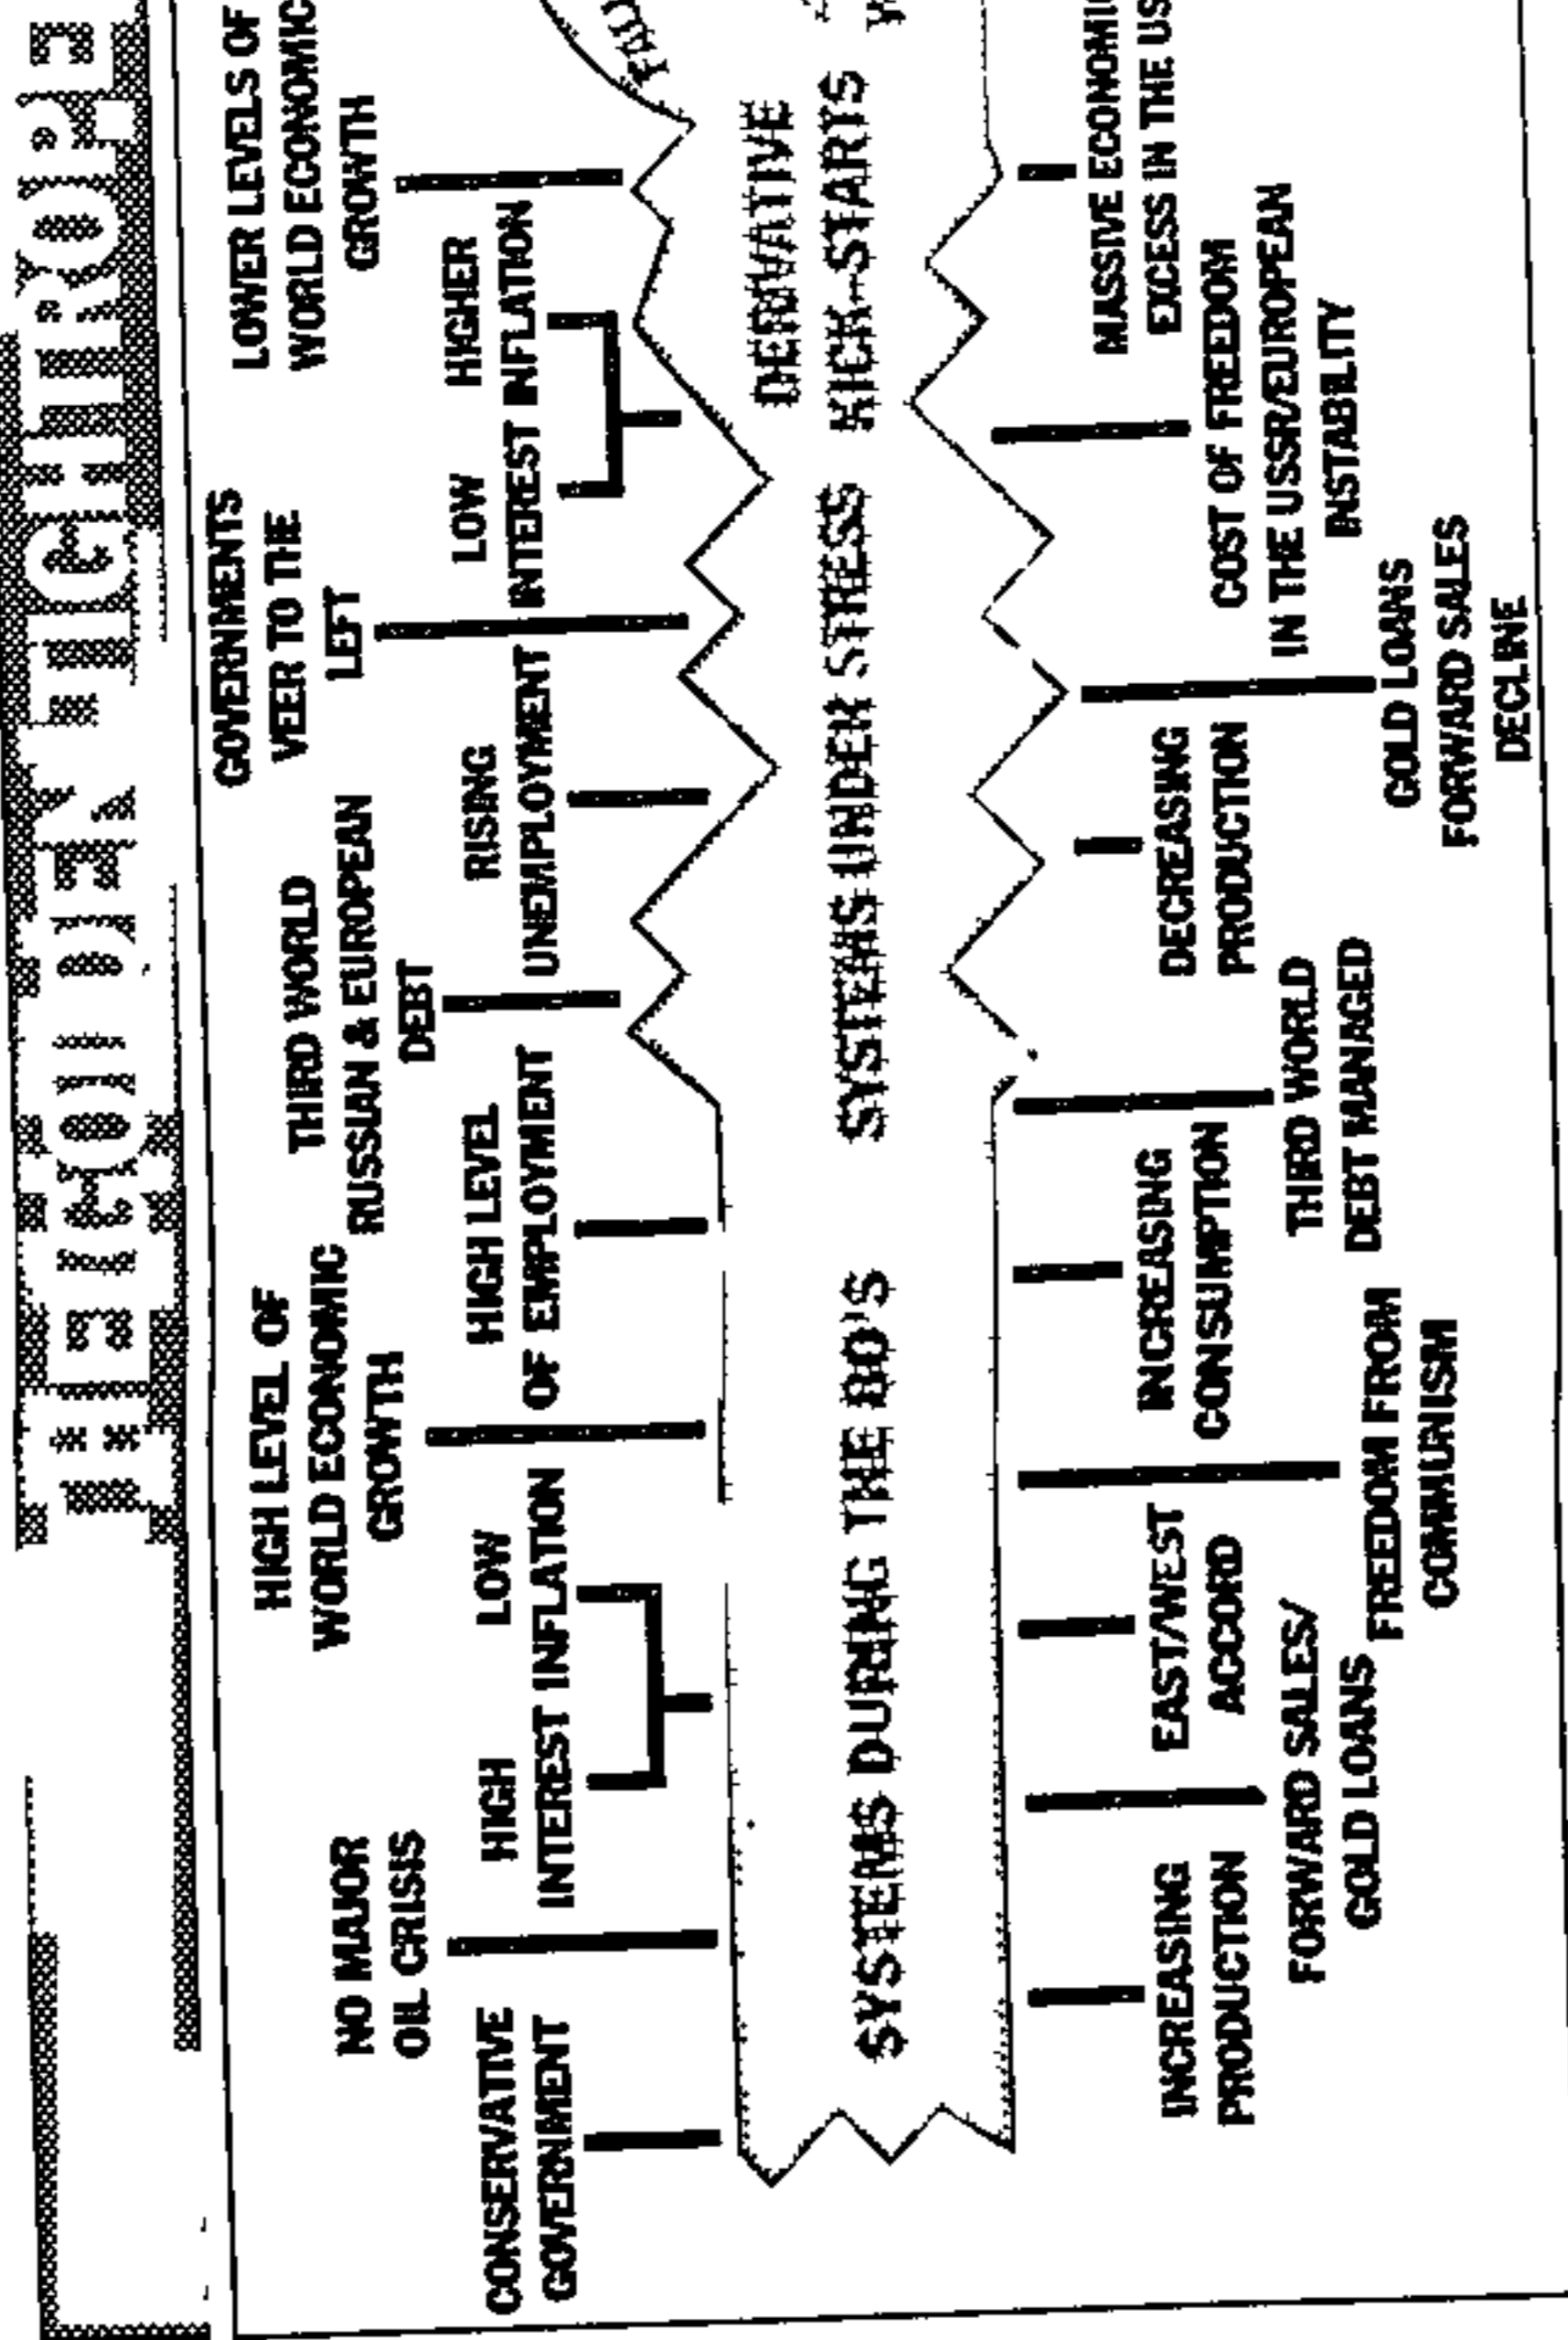 THE GOLDEN TIGHTROPE
CONSERVATIVE
GOVERNMENT
NO MAJOR
OIL CRISIS
HIGH
LOW
INTEREST INFLATION
HIGH LEVEL OF
WORLD ECONOMIC
GROWTH
HIGH LEVEL
OF EMPLOYMENT
THIRD WORLD
RUSSIAN & EUROPEAN
DEBT
RISING
UNEMPLOYMENT
GOVERNMENTS
VEER TO THE
LEFT
LOW
HIGHER
INTEREST INFLATION
LOWER LEVELS OF
WORLD ECONOMIC
GROWTH
SYSTEMS DURING THE 80'S
SYSTEMS UNDER STRESS
DERIVATIVE
KICK-STARTS
INCREASING
PRODUCTION
FORWARD SALES/
GOLD LOANS
EAST/WEST
ACCORD
FREEDOM FROM
COMMUNISM
INCREASING
CONSUMPTION
THIRD WORLD
DEBT MANAGED
DECREASING
PRODUCTION
GOLD LOANS
FORWARD SALES
DECLINE
COST OF FREEDOM
IN THE USSR/EUROPEAN
INSTABILITY
MASSIVE ECONOMIC
EXCESS IN THE US